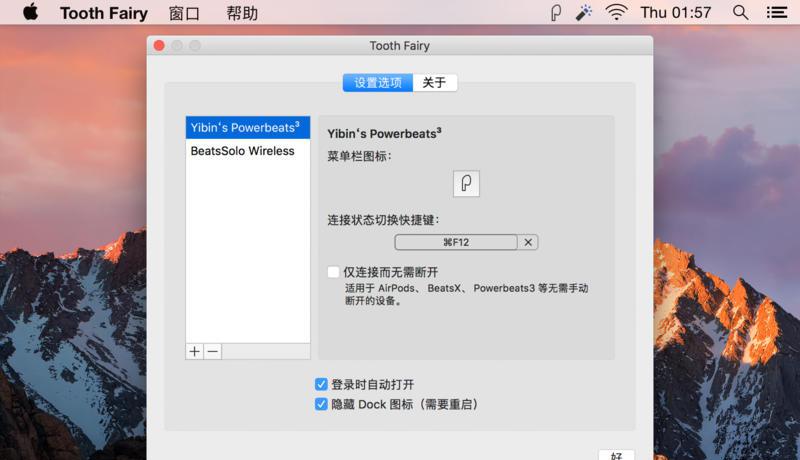 Tooth Fairy 窗口 帮助 Thu 01:57
Tooth Fairy
设置选项 关于
Yibin‘s Powerbeats³
BeatsSolo Wireless
Yibin‘s Powerbeats³
菜单栏图标：
连接状态切换快捷键：
⌘F12
仅连接而无需断开
适用于 AirPods、 BeatsX、 Powerbeats3 等无需手动
断开的设备。
登录时自动打开
隐藏 Dock 图标（需要重启）
好